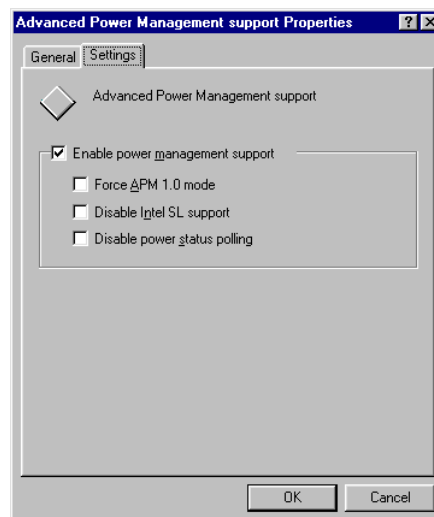 Advanced Power Management support Properties
General Settings
Advanced Power Management support
Enable power management support
Force APM 1.0 mode
Disable Intel SL support
Disable power status polling
OK Cancel